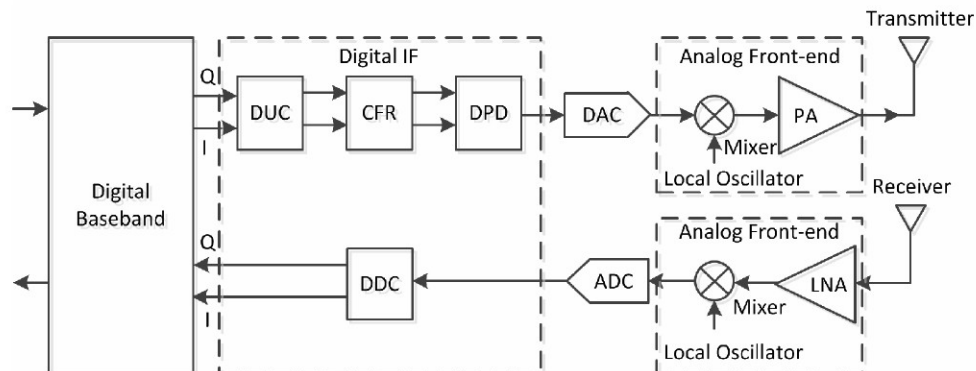 Transmitter
Digital IF
Analog Front-end
Q
DUC
CFR
DPD
DAC
PA
I
Mixer
Local Oscillator
Digital
Baseband
Receiver
Analog Front-end
Q
DDC
ADC
LNA
Mixer
I
Local Oscillator